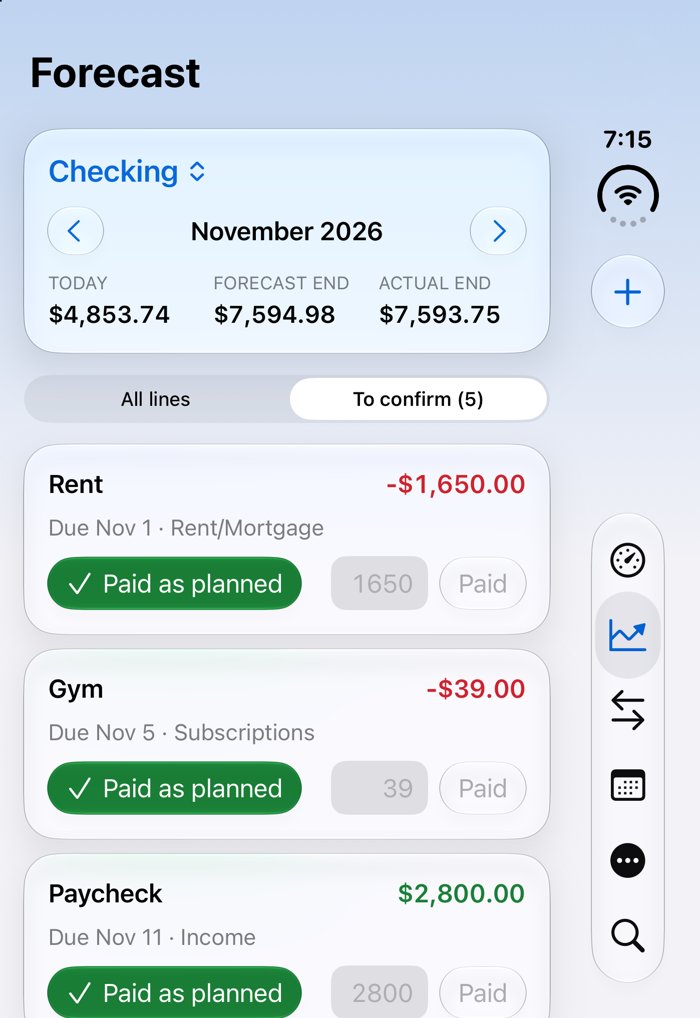 Forecast
7:15
Checking
November 2026
TODAY FORECAST END ACTUAL END
$4,853.74 $7,594.98 $7,593.75
All lines To confirm (5)
Rent -$1,650.00
Due Nov 1 · Rent/Mortgage
Paid as planned 1650 Paid
Gym -$39.00
Due Nov 5 · Subscriptions
Paid as planned 39 Paid
Paycheck $2,800.00
Due Nov 11 · Income
Paid as planned 2800 Paid